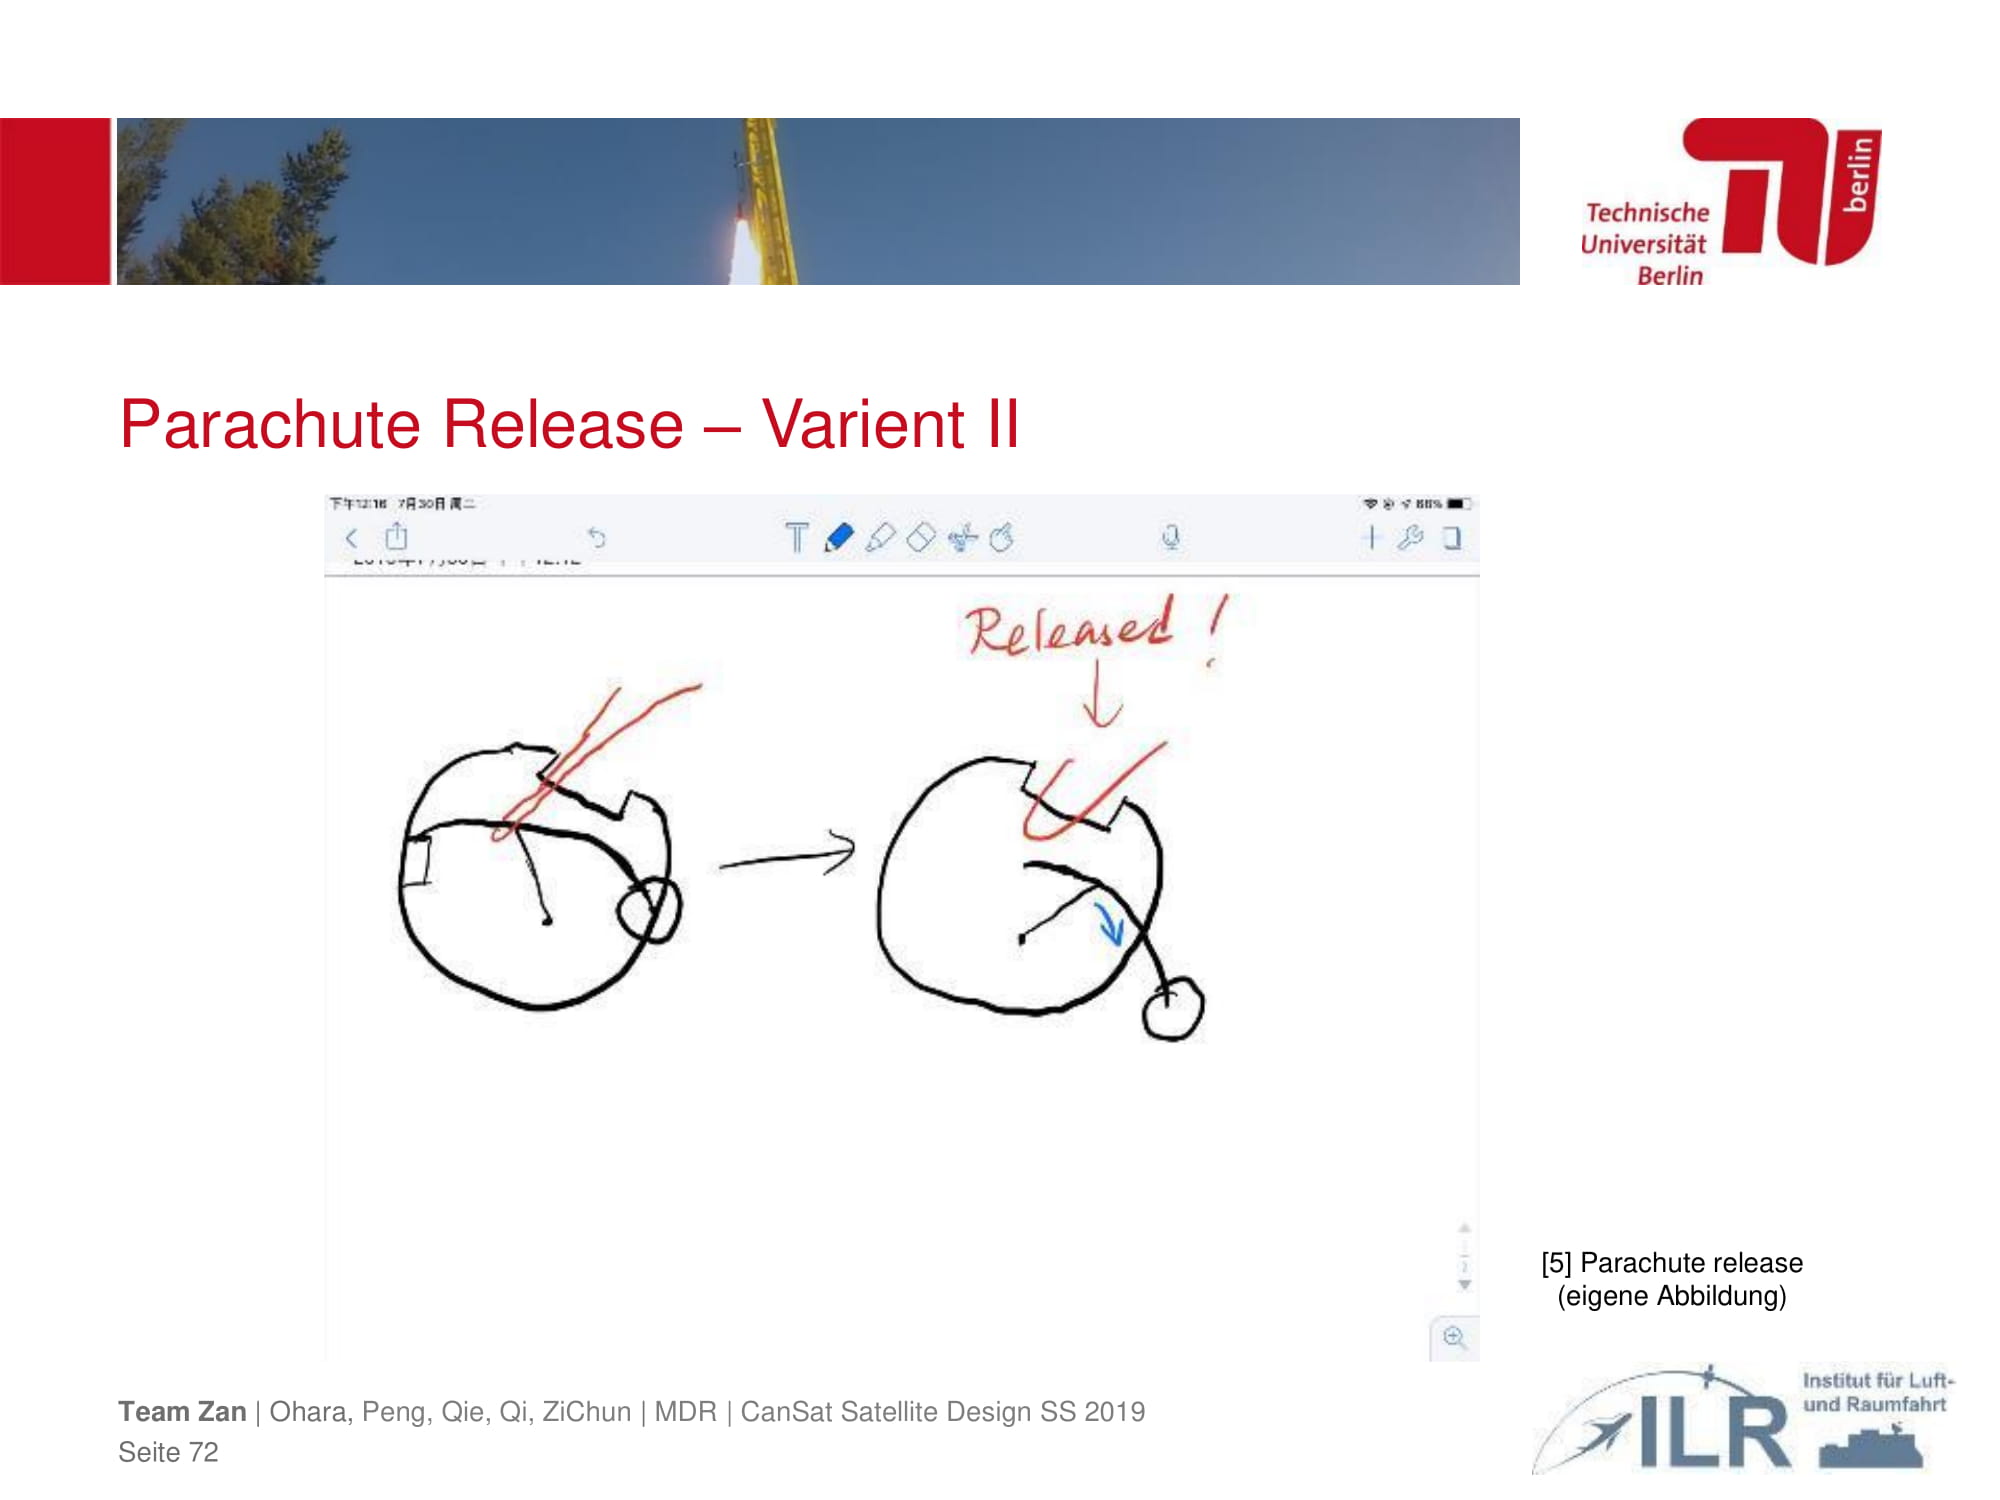 Technische
Universität
Berlin
berlin
Parachute Release – Varient II
下午12:16 7月30日 周二
66%
Released !
[5] Parachute release
(eigene Abbildung)
Team Zan | Ohara, Peng, Qie, Qi, ZiChun | MDR | CanSat Satellite Design SS 2019
Seite 72
ILR
Institut für Luft-
und Raumfahrt